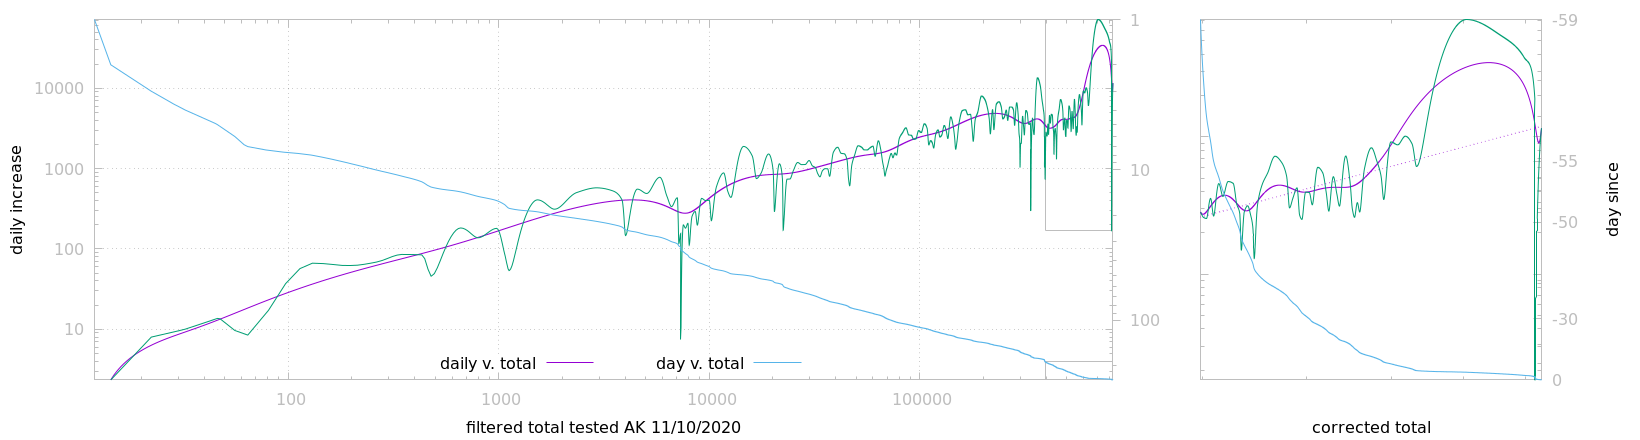 10000
1000
100
10
daily increase
100
1000
10000
100000
filtered total tested AK 11/10/2020
daily v. total
day v. total
1
10
100
-59
-55
-50
-30
0
day since
corrected total